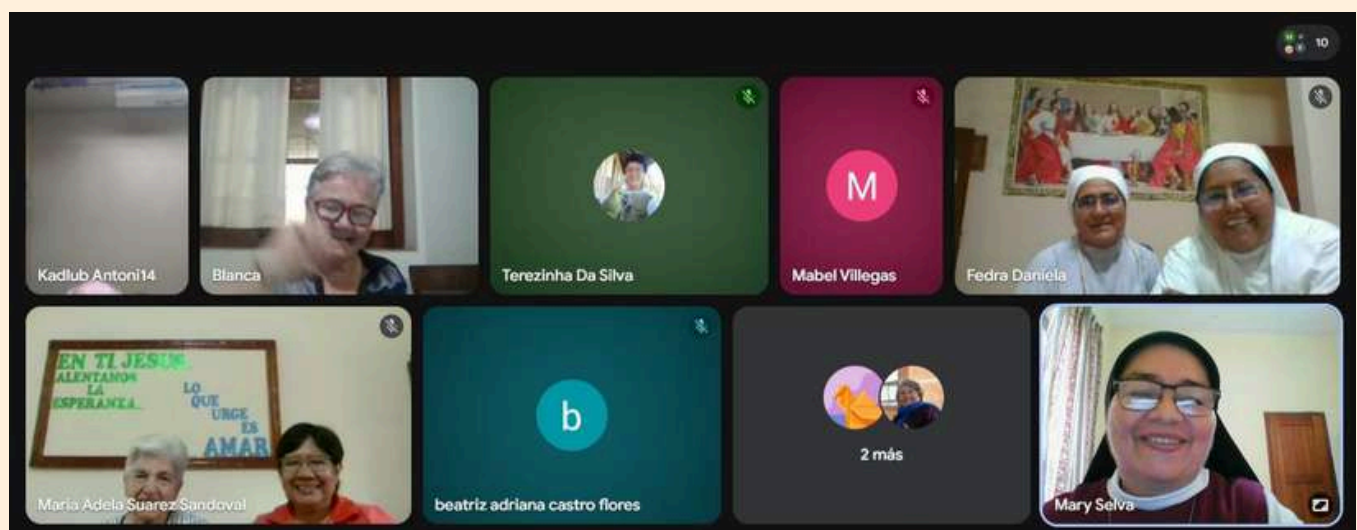 10
Kadlub Antoni14
Blanca
Terezinha Da Silva
M
Mabel Villegas
Fedra Daniela
EN TI JESUS
ALENTAMOS
LA
ESPERANZA...
LO
QUE
URGE
ES
AMAR
Maria Adela Suarez Sandoval
b
beatriz adriana castro flores
2 más
Mary Selva